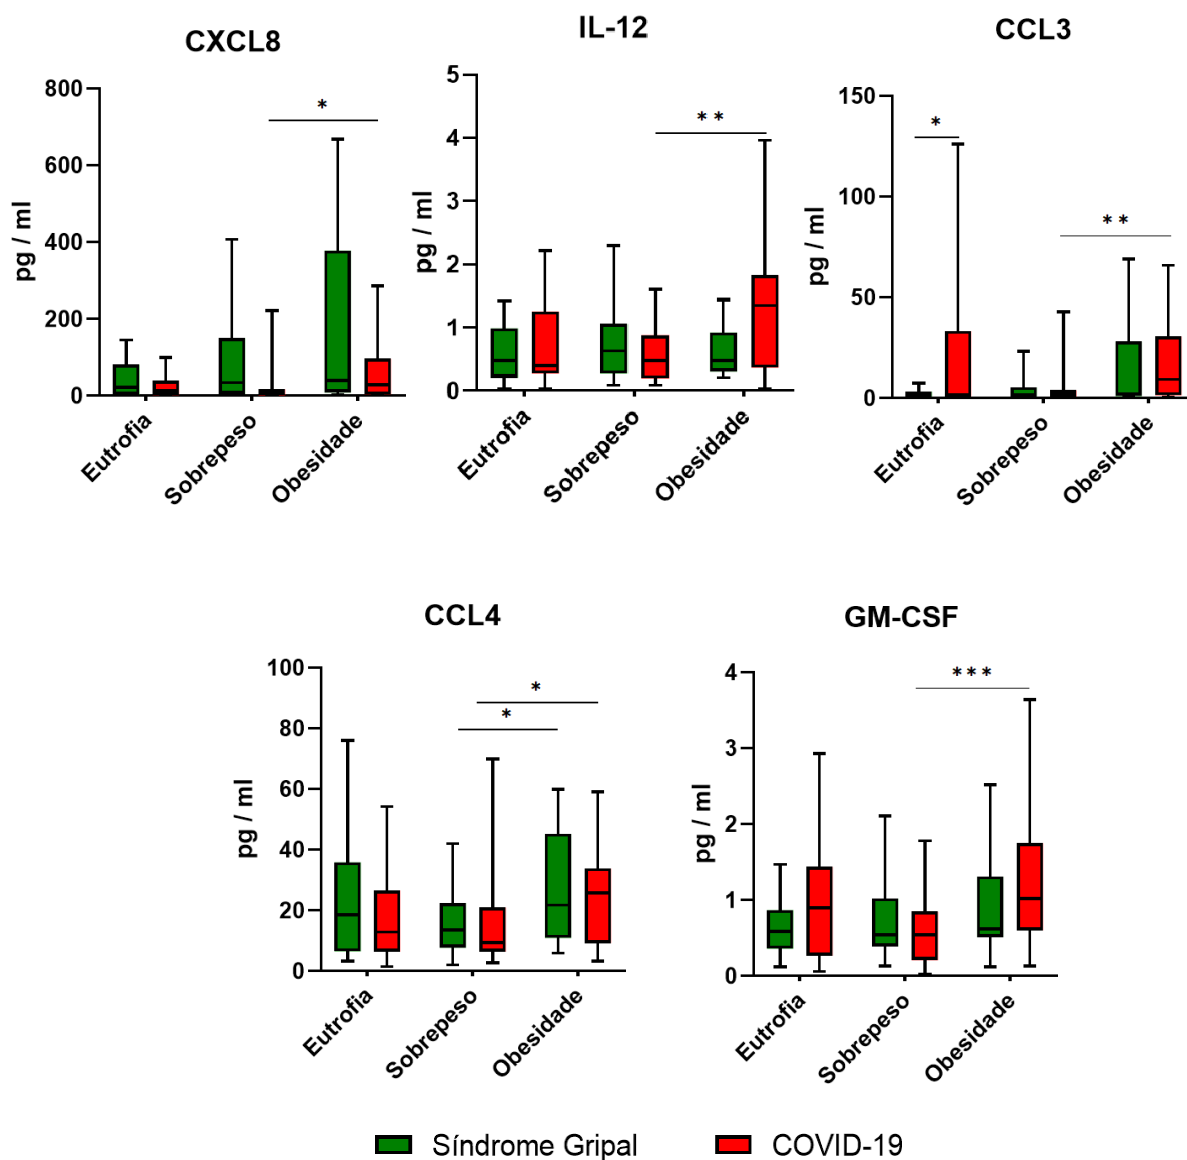 CXCL8
pg / ml
800
600
400
200
0
*
Eutrofia
Sobrepeso
Obesidade
IL-12
pg / ml
5
4
3
2
1
0
**
Eutrofia
Sobrepeso
Obesidade
CCL3
pg / ml
150
100
50
0
*
**
Eutrofia
Sobrepeso
Obesidade
CCL4
pg / ml
100
80
60
40
20
0
*
*
Eutrofia
Sobrepeso
Obesidade
GM-CSF
pg / ml
4
3
2
1
0
***
Eutrofia
Sobrepeso
Obesidade
Síndrome Gripal
COVID-19